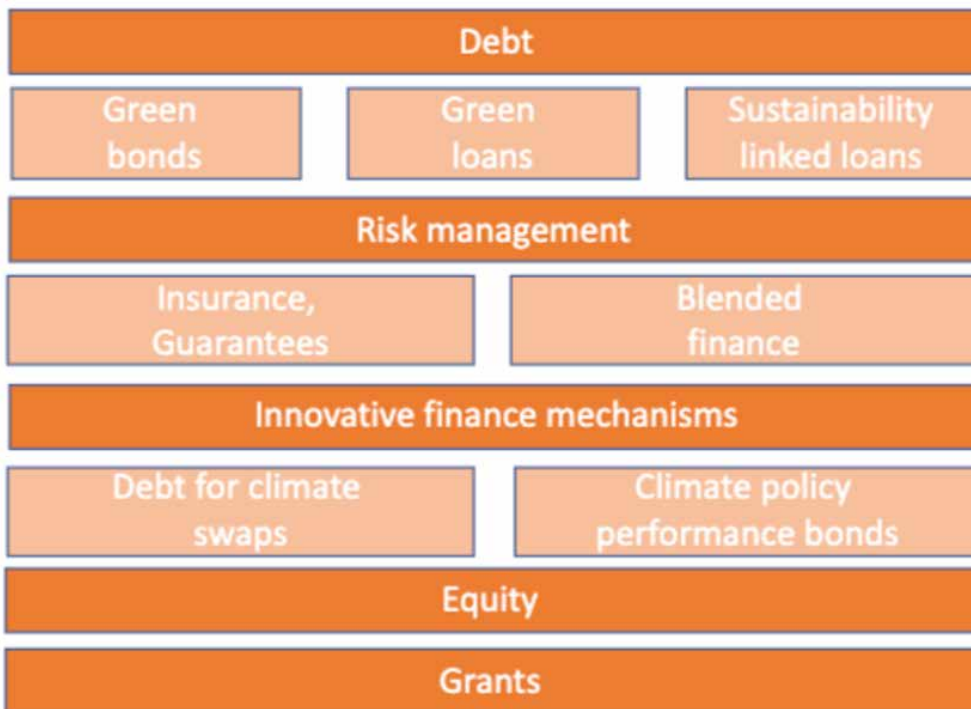 Debt
Green
bonds
Green
loans
Sustainability
linked loans
Risk management
Insurance,
Guarantees
Blended
finance
Innovative finance mechanisms
Debt for climate
swaps
Climate policy
performance bonds
Equity
Grants